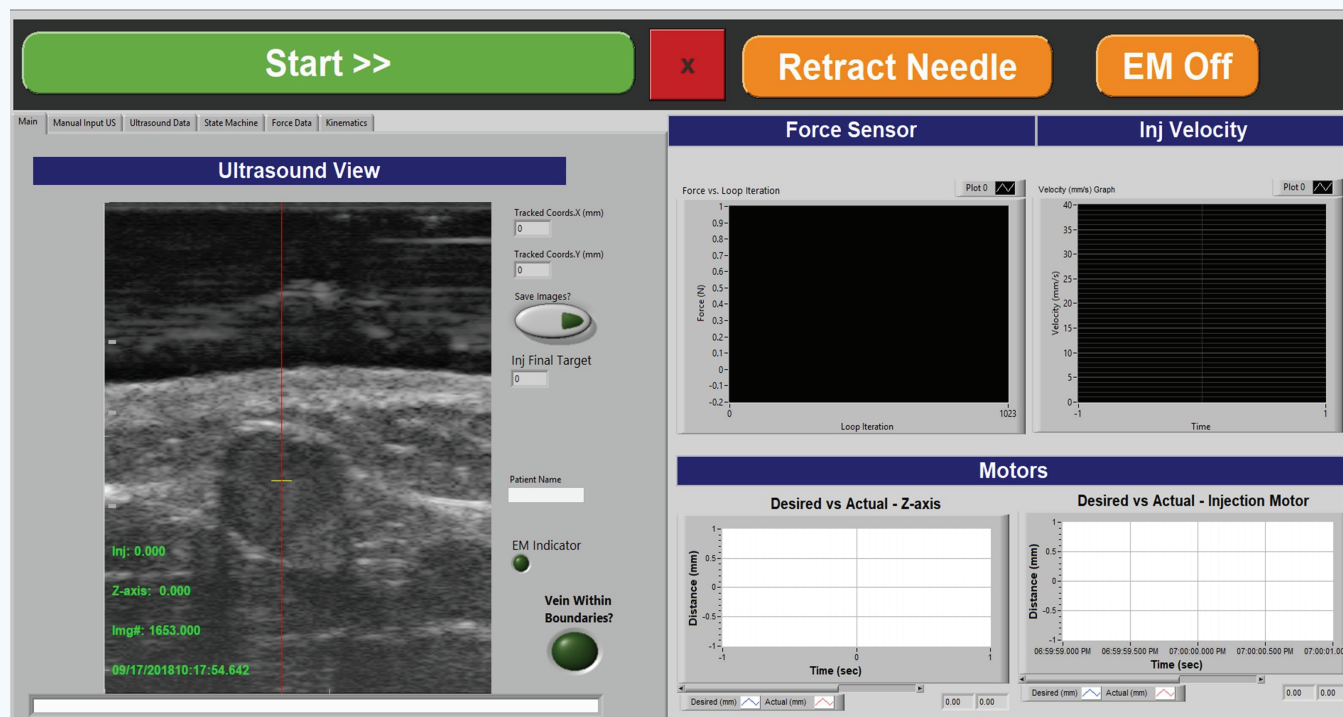 Start >>
X
Retract Needle
EM Off
Main
Manual Input US
Ultrasound Data
State Machine
Force Data
Kinematics
Ultrasound View
Tracked Coords.X (mm)
0
Tracked Coords.Y (mm)
0
Save Images?
Inj Final Target
0
Patient Name
EM Indicator
Vein Within
Boundaries?
Inj: 0.000
Z-axis: 0.000
Img#: 1653.000
09/17/201810:17:54.642
Force Sensor
Force vs. Loop Iteration
Plot 0
Force (N)
1
0.9
0.8
0.7
0.6
0.5
0.4
0.3
0.2
0.1
0
-0.1
-0.2
0
1023
Loop Iteration
Inj Velocity
Velocity (mm/s) Graph
Plot 0
Velocity (mm/s)
40
35
30
25
20
15
10
5
0
-1
1
Time
Motors
Desired vs Actual - Z-axis
Distance (mm)
1
0.5
0
-0.5
-1
-1
0
1
Time (sec)
Desired (mm)
Actual (mm)
0.00
0.00
Desired vs Actual - Injection Motor
Distance (mm)
1
0.5
0
-0.5
-1
06:59:59.000 PM
06:59:59.500 PM
07:00:00.000 PM
07:00:00.500 PM
07:00:01.00
Time (sec)
Desired (mm)
Actual (mm)
0.00
0.00